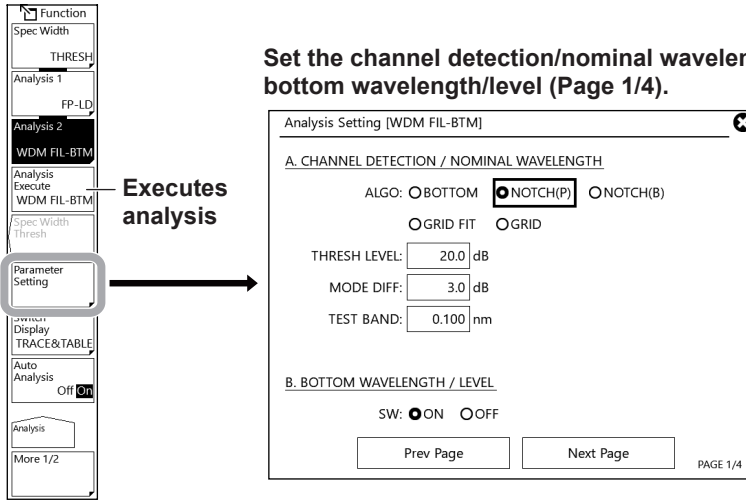 Function
Spec Width
THRESH
Analysis 1
FP-LD
Analysis 2
WDM FIL-BTM
Analysis
Execute
WDM FIL-BTM
Spec Width
Thresh
Parameter
Setting
Switch
Display
TRACE&TABLE
Auto
Analysis
Off On
Analysis
More 1/2
Executes
analysis
Set the channel detection/nominal
bottom wavelength/level (Page 1/4).
Analysis Setting [WDM FIL-BTM]
A. CHANNEL DETECTION / NOMINAL WAVELENGTH
ALGO: BOTTOM NOTCH(P) NOTCH(B)
GRID FIT GRID
THRESH LEVEL: 20.0 dB
MODE DIFF: 3.0 dB
TEST BAND: 0.100 nm
B. BOTTOM WAVELENGTH / LEVEL
SW: ON OFF
Prev Page Next Page
PAGE 1/4